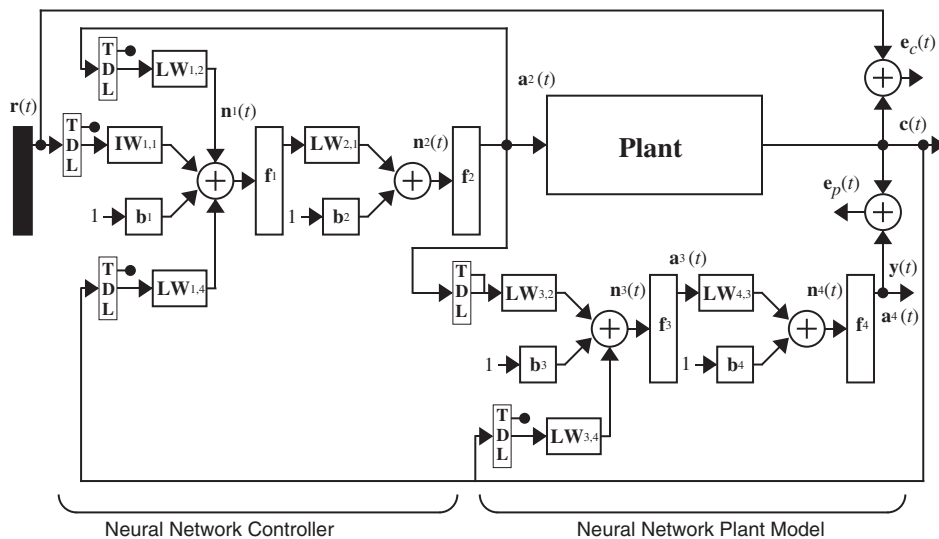 r(t)
T
D
L
LW1,2
n1(t)
T
D
L
IW1,1
1
b1
T
D
L
LW1,4
f1
LW2,1
1
b2
n2(t)
f2
a2(t)
Plant
ec(t)
c(t)
ep(t)
y(t)
a4(t)
T
D
L
LW3,2
1
b3
T
D
L
LW3,4
n3(t)
f3
a3(t)
LW4,3
1
b4
n4(t)
f4
Neural Network Controller
Neural Network Plant Model